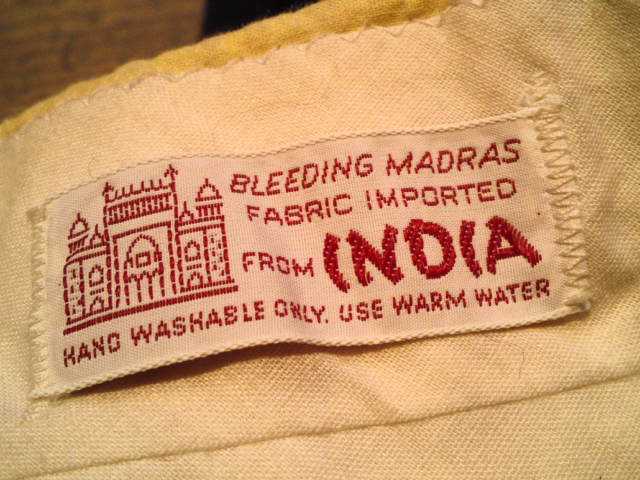 BLEEDING MADRAS
FABRIC IMPORTED
FROM INDIA
HAND WASHABLE ONLY. USE WARM WATER